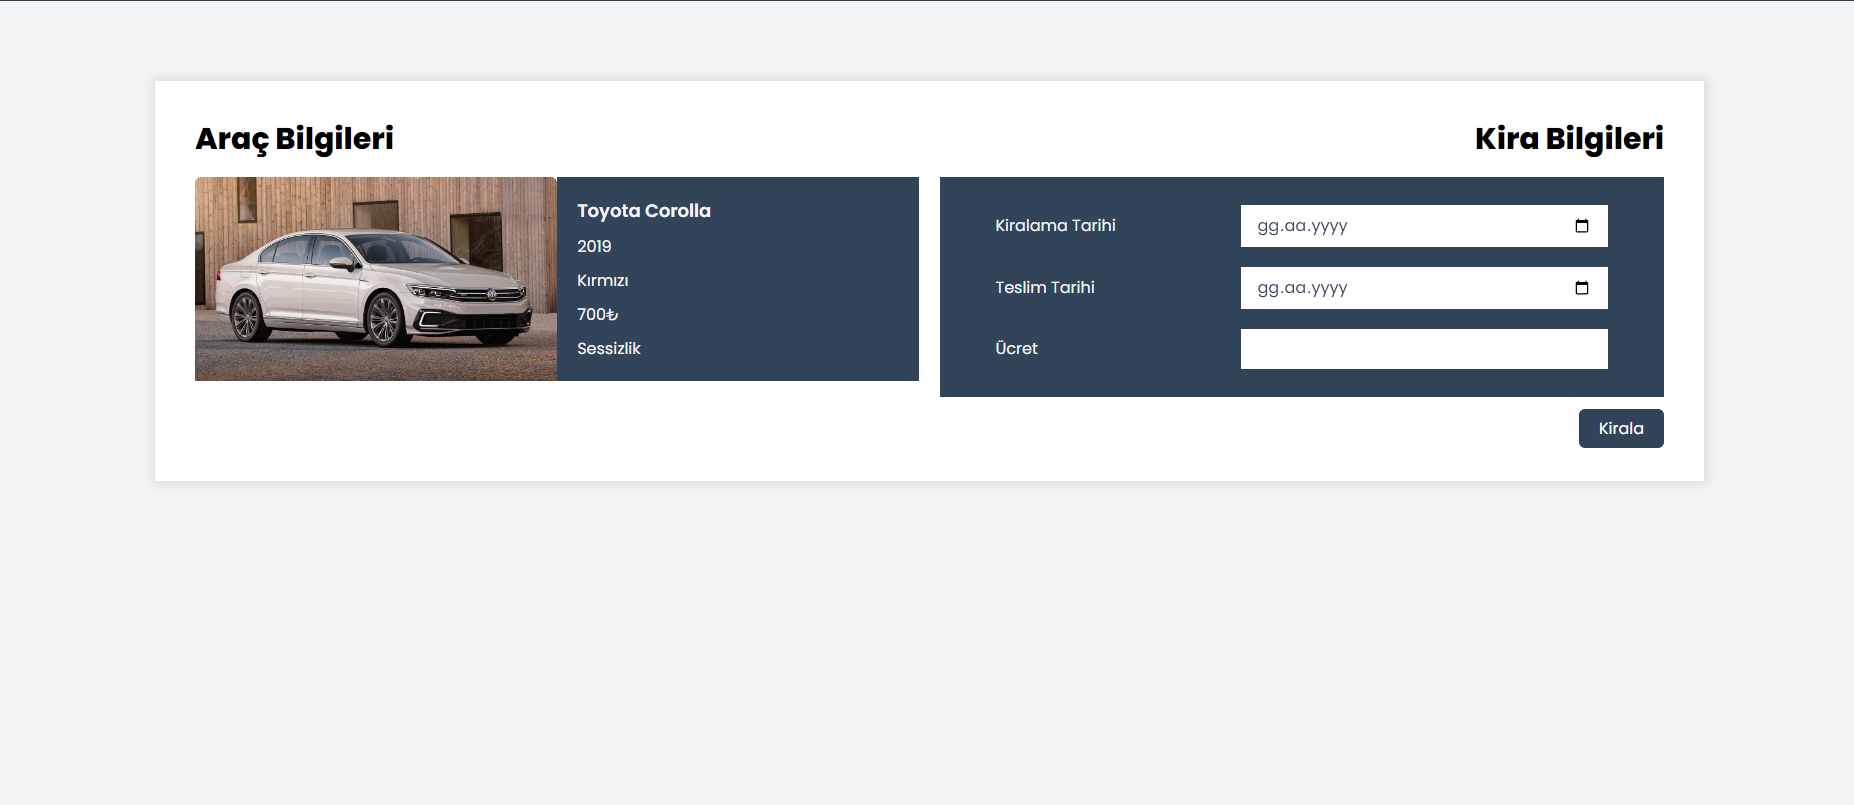 Araç Bilgileri
Kira Bilgileri
Toyota Corolla
2019
Kırmızı
700₺
Sessizlik
Kiralama Tarihi
gg.aa.yyyy
Teslim Tarihi
gg.aa.yyyy
Ücret
Kirala